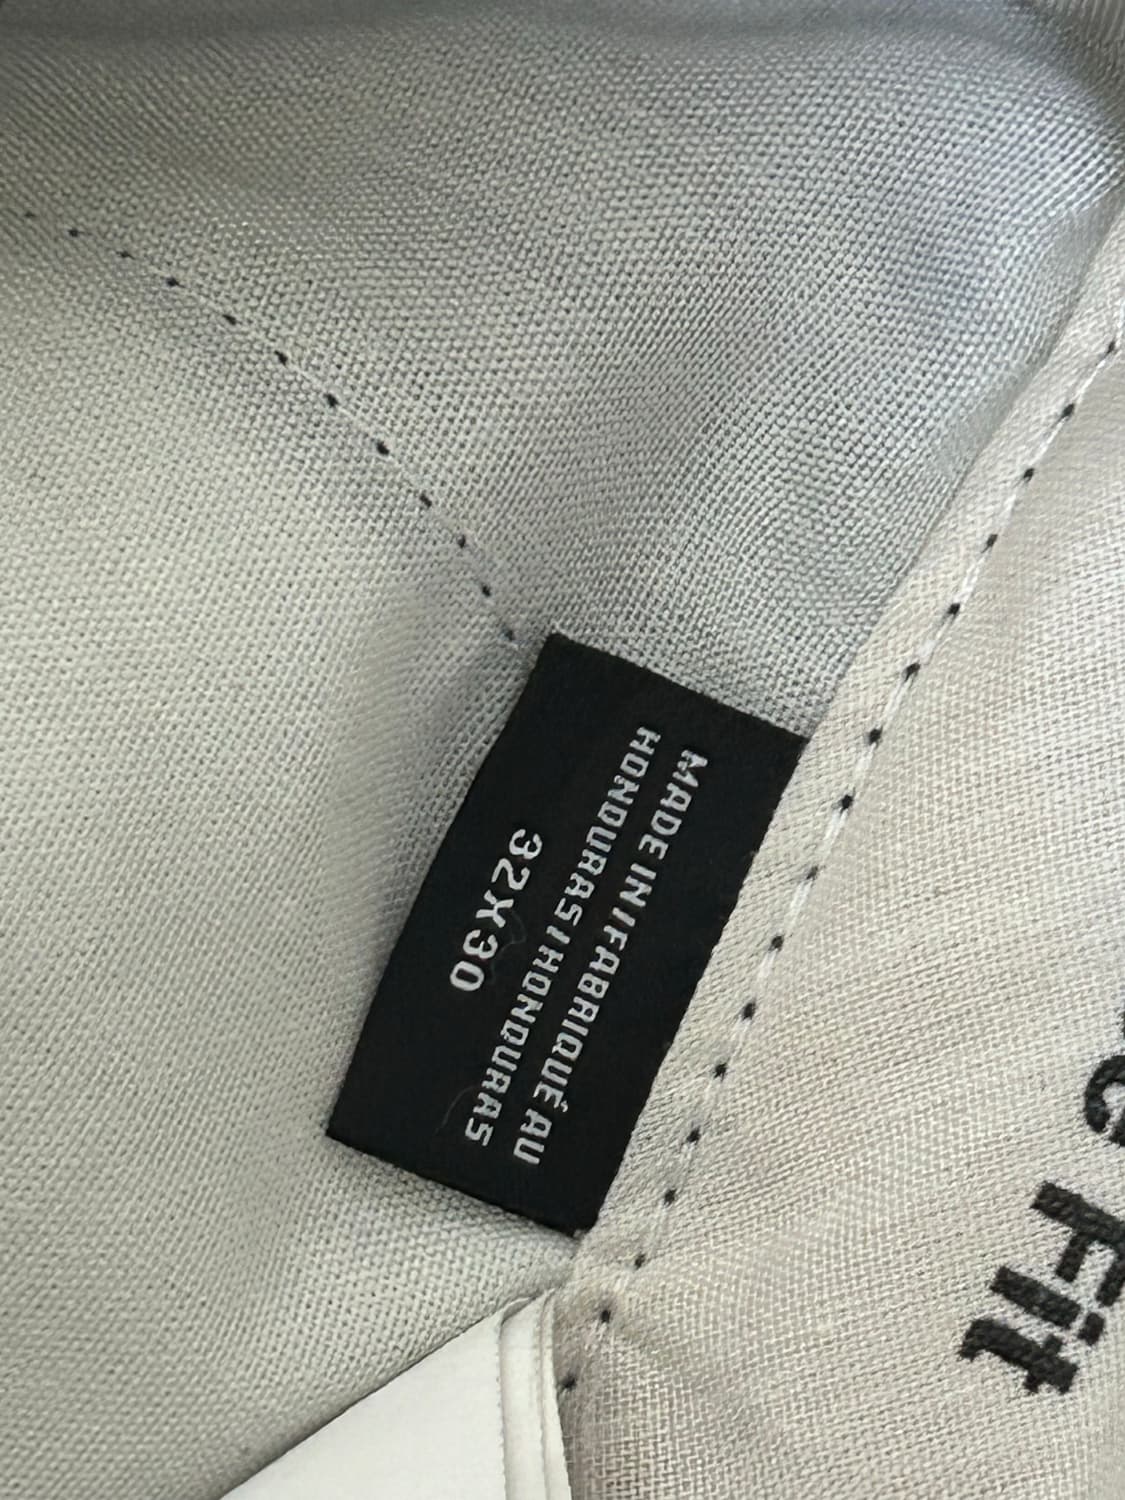 MADE IN/FABRIQUÉ AU
HONDURAS/HONDURAS
32X30
Fit